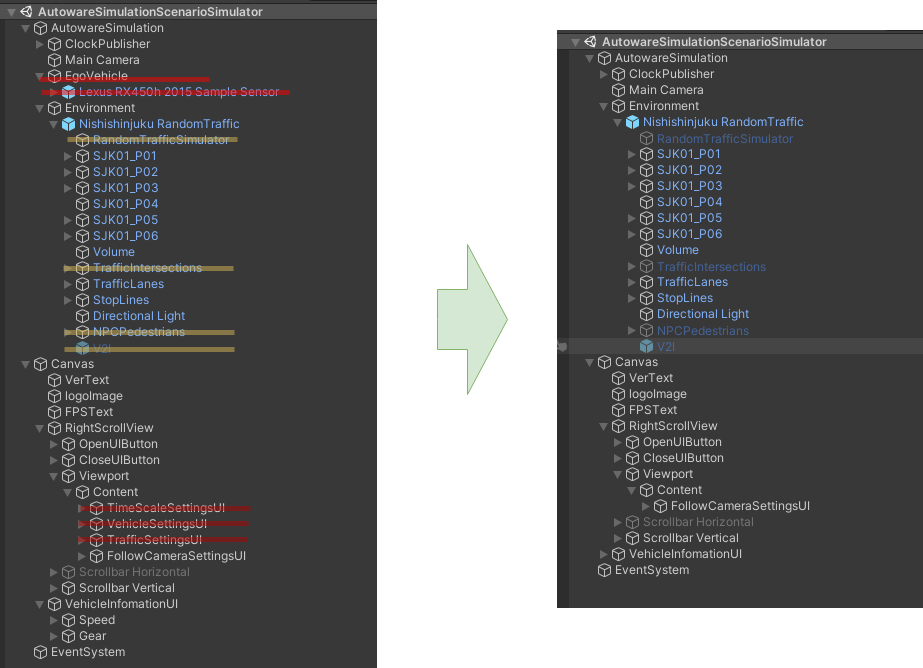 AutowareSimulationScenarioSimulator
AutowareSimulation
ClockPublisher
Main Camera
EgoVehicle
Lexus RX450h 2015 Sample Sensor
Environment
Nishishinjuku RandomTraffic
RandomTrafficSimulator
SJK01_P01
SJK01_P02
SJK01_P03
SJK01_P04
SJK01_P05
SJK01_P06
Volume
TrafficIntersections
TrafficLanes
StopLines
Directional Light
NPCPedestrians
V2I
Canvas
VerText
logoImage
FPSText
RightScrollView
OpenUIButton
CloseUIButton
Viewport
Content
TimeScaleSettingsUI
VehicleSettingsUI
TrafficSettingsUI
FollowCameraSettingsUI
Scrollbar Horizontal
Scrollbar Vertical
VehicleInfomationUI
Speed
Gear
EventSystem
AutowareSimulationScenarioSimulator
AutowareSimulation
ClockPublisher
Main Camera
Environment
Nishishinjuku RandomTraffic
RandomTrafficSimulator
SJK01_P01
SJK01_P02
SJK01_P03
SJK01_P04
SJK01_P05
SJK01_P06
Volume
TrafficIntersections
TrafficLanes
StopLines
Directional Light
NPCPedestrians
V2I
Canvas
VerText
logoImage
FPSText
RightScrollView
OpenUIButton
CloseUIButton
Viewport
Content
FollowCameraSettingsUI
Scrollbar Horizontal
Scrollbar Vertical
VehicleInfomationUI
EventSystem